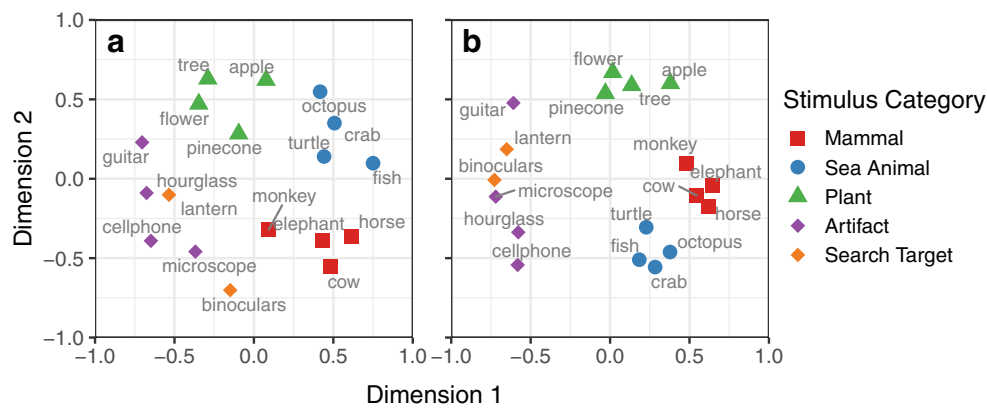 a
b
1.0
0.5
0.0
−0.5
−1.0
Dimension 2
tree
apple
octopus
flower
crab
pinecone
turtle
guitar
fish
hourglass
lantern
monkey
cellphone
elephant
horse
microscope
cow
binoculars
flower
apple
guitar
pinecone
tree
lantern
monkey
binoculars
elephant
microscope
cow
hourglass
turtle
horse
cellphone
fish
octopus
crab
−1.0 −0.5 0.0 0.5 1.0
−1.0 −0.5 0.0 0.5 1.0
Dimension 1
Stimulus Category
Mammal
Sea Animal
Plant
Artifact
Search Target